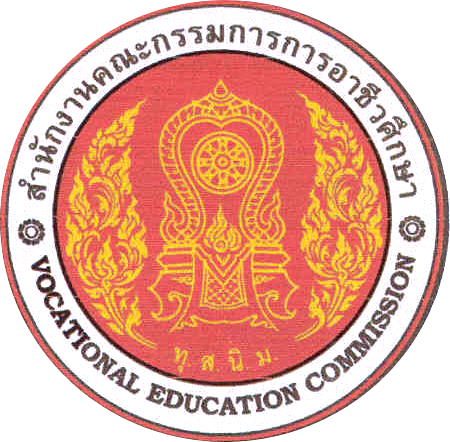 สำนักงานคณะกรรมการการอาชีวศึกษา
ทุ ส นิ ม
VOCATIONAL EDUCATION COMMISSION